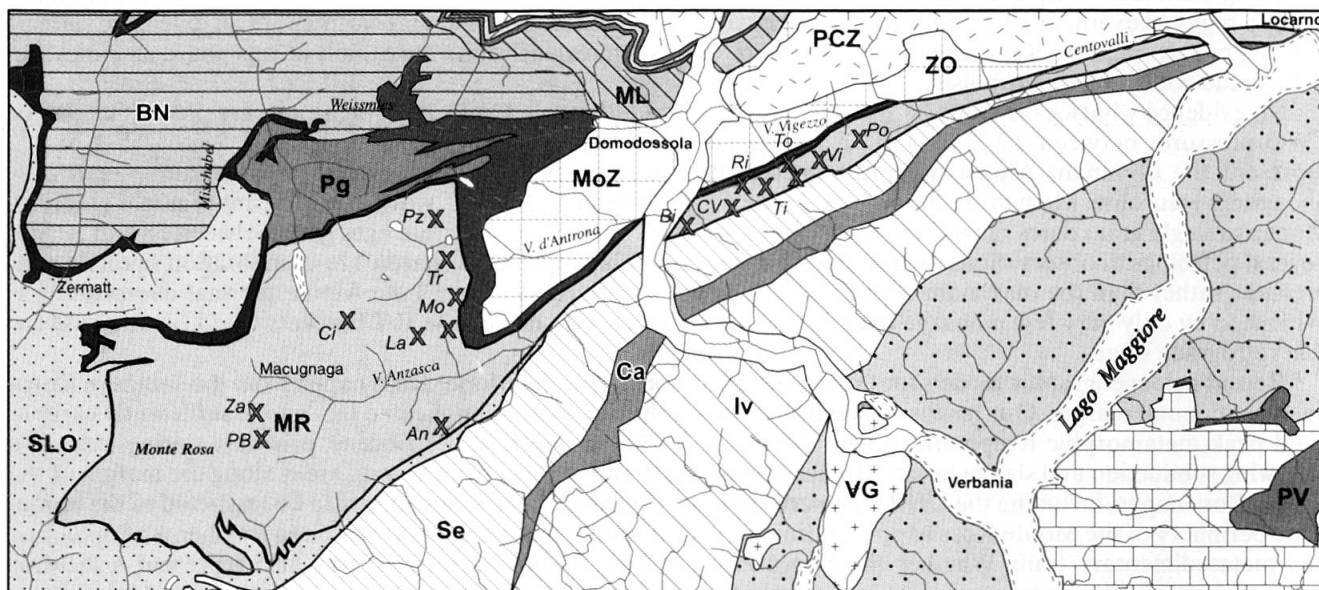 Locarno
PCZ
Centovalli
ZO
BN
Weissmies
ML
V. Vigezzo
Po
To
Domodossola
Vi
Mischabel
Pg
MoZ
Ri
Pz
Bi
CV
Ti
V. d'Antrona
Tr
Zermatt
Mo
Ci
La
Lago Maggiore
Macugnaga
V. Anzasca
Ca
Iv
Za
MR
An
SLO
Monte Rosa
PB
VG
Verbania
PV
Se